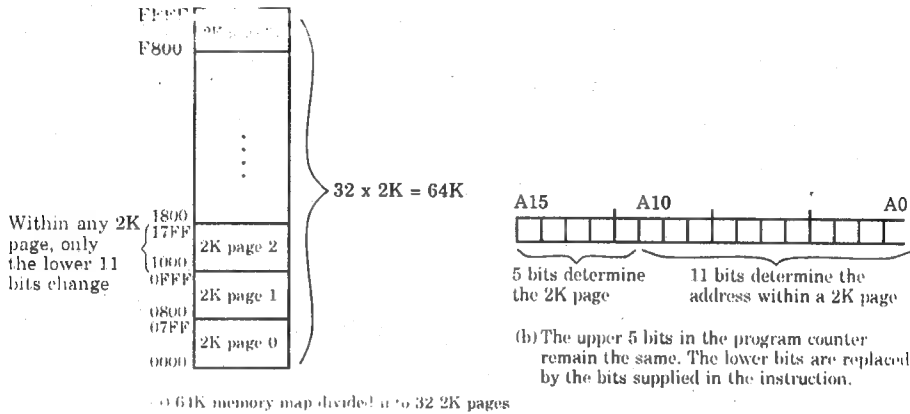 F800
32 x 2K = 64K
1800
17FF
Within any 2K
page, only
the lower 11
bits change
2K page 2
1000
0FFF
2K page 1
0800
07FF
2K page 0
0000
64K memory map divided 32 2K pages
A15 A10 A0
5 bits determine
the 2K page
11 bits determine the
address within a 2K page
(b) The upper 5 bits in the program counter
remain the same. The lower bits are replaced
by the bits supplied in the instruction.